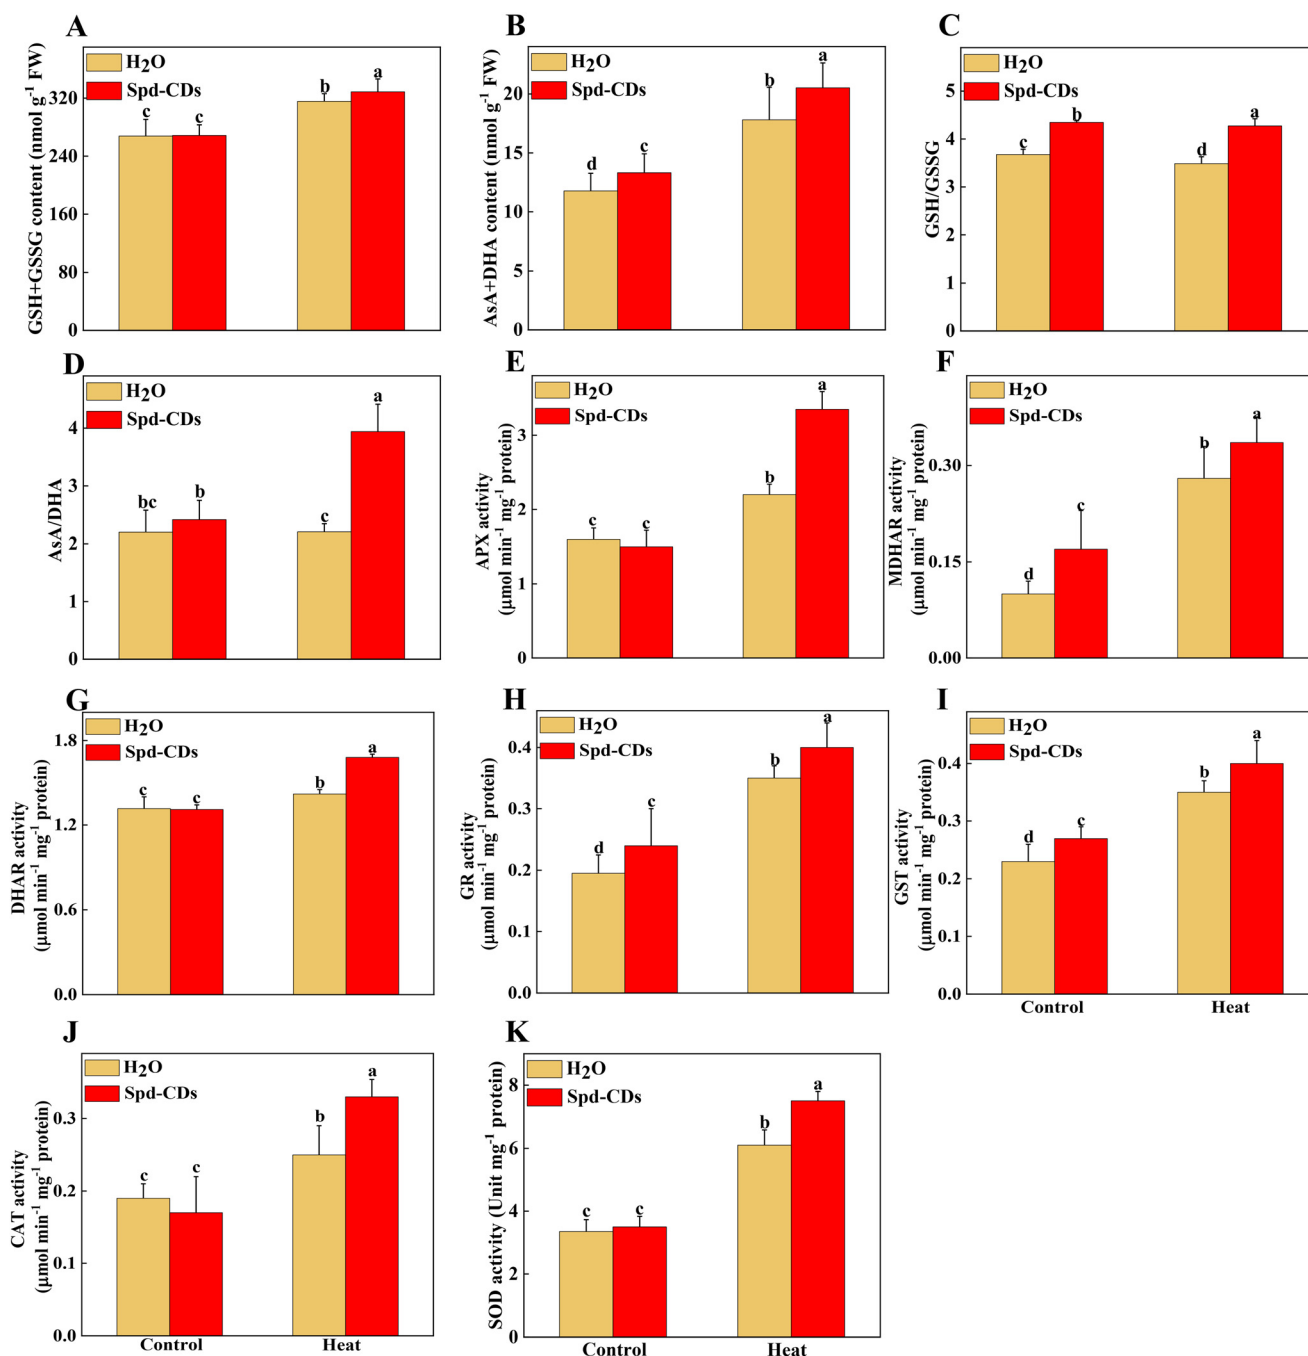 A
GSH+GSSG content (nmol g⁻¹ FW)
H₂O
Spd-CDs
320
240
160
80
0
c
c
b
a
B
AsA+DHA content (nmol g⁻¹ FW)
H₂O
Spd-CDs
20
15
10
5
0
d
c
b
a
C
GSH/GSSG
H₂O
Spd-CDs
5
4
3
2
1
0
c
b
d
a
D
AsA/DHA
H₂O
Spd-CDs
4
3
2
1
0
bc
b
c
a
E
APX activity
(μmol min⁻¹ mg⁻¹ protein)
H₂O
Spd-CDs
3
2
1
0
c
c
b
a
F
MDHAR activity
(μmol min⁻¹ mg⁻¹ protein)
H₂O
Spd-CDs
0.30
0.15
0.00
d
c
b
a
G
DHAR activity
(μmol min⁻¹ mg⁻¹ protein)
H₂O
Spd-CDs
1.8
1.2
0.6
0.0
c
c
b
a
H
GR activity
(μmol min⁻¹ mg⁻¹ protein)
H₂O
Spd-CDs
0.4
0.3
0.2
0.1
0.0
d
c
b
a
I
GST activity
(μmol min⁻¹ mg⁻¹ protein)
H₂O
Spd-CDs
0.4
0.3
0.2
0.1
0.0
d
c
b
a
Control
Heat
J
CAT activity
(μmol min⁻¹ mg⁻¹ protein)
H₂O
Spd-CDs
0.3
0.2
0.1
0.0
c
c
b
a
Control
Heat
K
SOD activity (Unit mg⁻¹ protein)
H₂O
Spd-CDs
8
6
4
2
0
c
c
b
a
Control
Heat